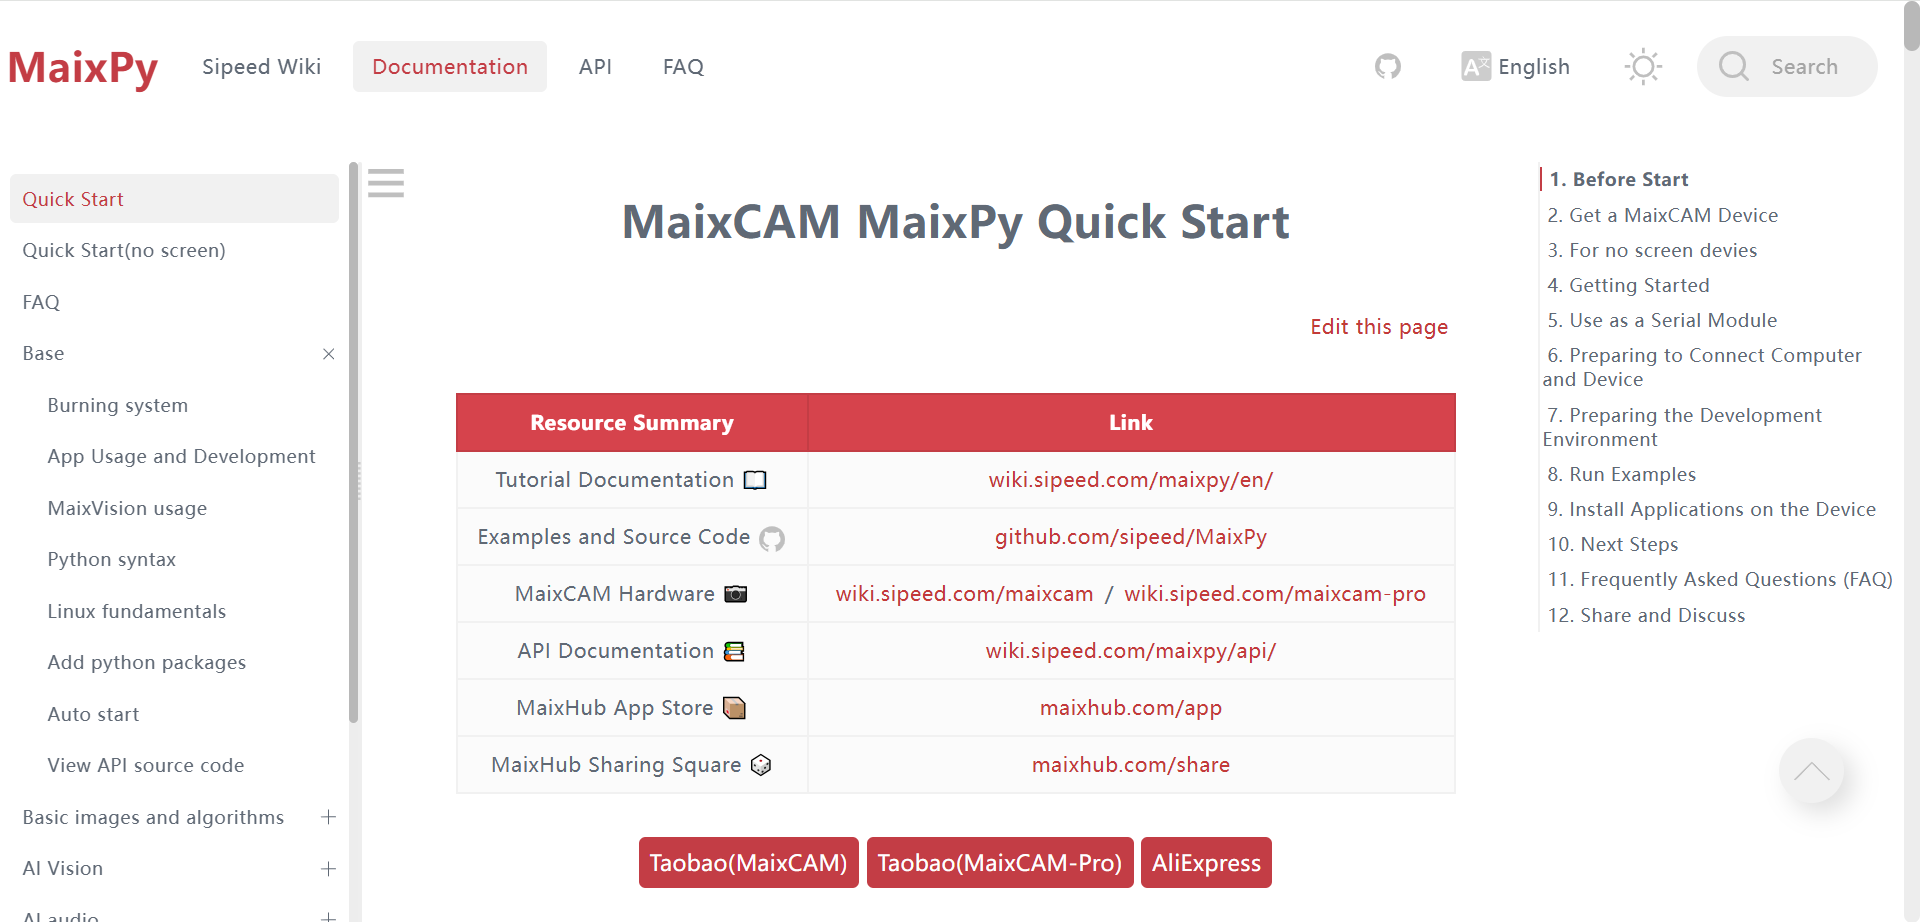 MaixPy
Sipeed Wiki
Documentation
API
FAQ
English
Search
Quick Start
Quick Start(no screen)
FAQ
Base
Burning system
App Usage and Development
MaixVision usage
Python syntax
Linux fundamentals
Add python packages
Auto start
View API source code
Basic images and algorithms
AI Vision
AI audio
MaixCAM MaixPy Quick Start
Edit this page
Resource Summary Link
Tutorial Documentation wiki.sipeed.com/maixpy/en/
Examples and Source Code github.com/sipeed/MaixPy
MaixCAM Hardware wiki.sipeed.com/maixcam / wiki.sipeed.com/maixcam-pro
API Documentation wiki.sipeed.com/maixpy/api/
MaixHub App Store maixhub.com/app
MaixHub Sharing Square maixhub.com/share
Taobao(MaixCAM) Taobao(MaixCAM-Pro) AliExpress
1. Before Start
2. Get a MaixCAM Device
3. For no screen devies
4. Getting Started
5. Use as a Serial Module
6. Preparing to Connect Computer
and Device
7. Preparing the Development
Environment
8. Run Examples
9. Install Applications on the Device
10. Next Steps
11. Frequently Asked Questions (FAQ)
12. Share and Discuss